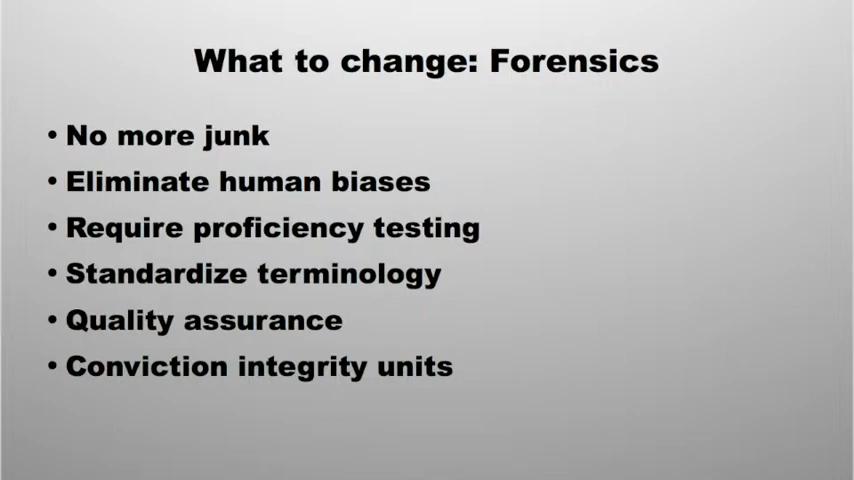 What to change: Forensics
• No more junk
• Eliminate human biases
• Require proficiency testing
• Standardize terminology
• Quality assurance
• Conviction integrity units